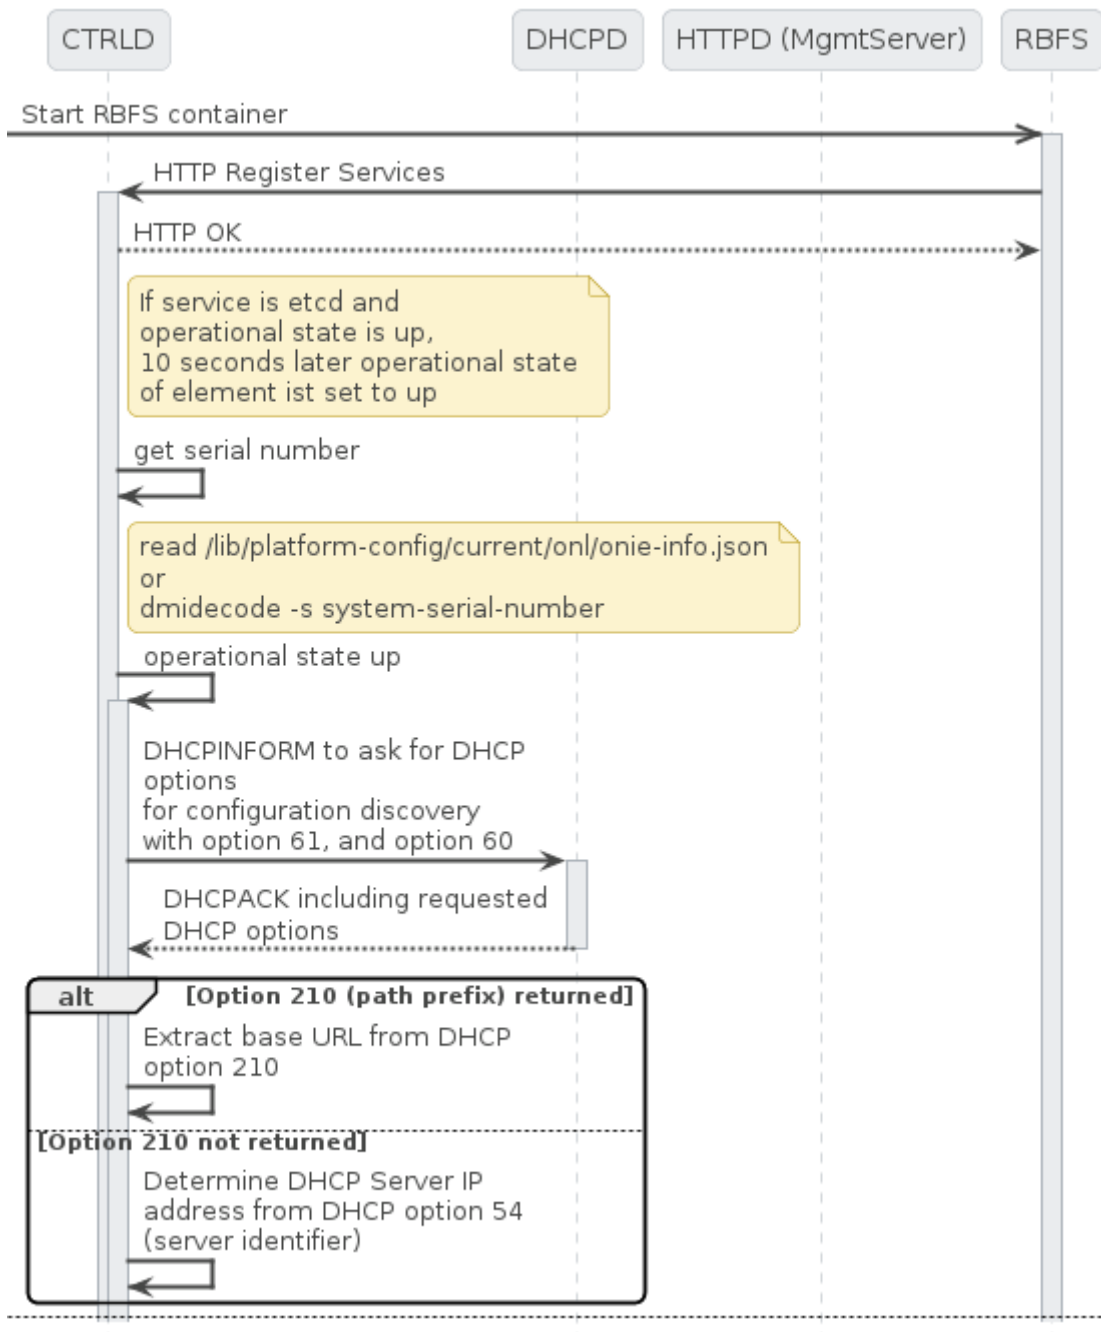 CTRLD
DHCPD
HTTPD (MgmtServer)
RBFS
Start RBFS container
HTTP Register Services
HTTP OK
If service is etcd and
operational state is up,
10 seconds later operational state
of element ist set to up
get serial number
read /lib/platform-config/current/onl/onie-info.json
or
dmidecode -s system-serial-number
operational state up
DHCPINFORM to ask for DHCP
options
for configuration discovery
with option 61, and option 60
DHCPACK including requested
DHCP options
alt
[Option 210 (path prefix) returned]
Extract base URL from DHCP
option 210
[Option 210 not returned]
Determine DHCP Server IP
address from DHCP option 54
(server identifier)